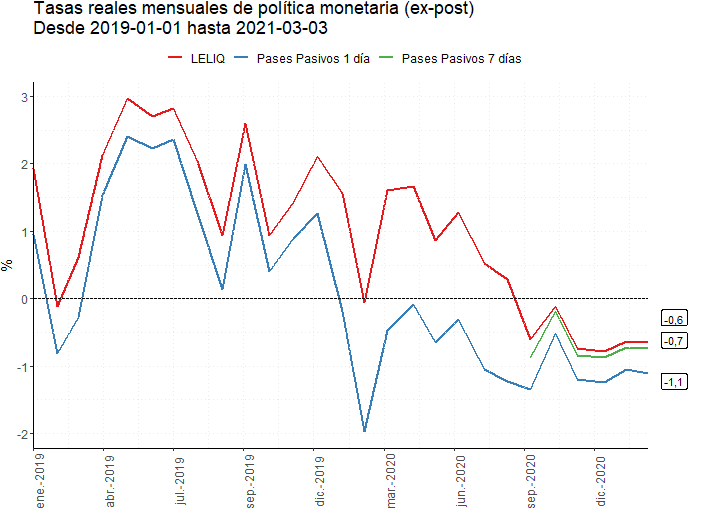 Tasas reales mensuales de política monetaria (ex-post)
Desde 2019-01-01 hasta 2021-03-03
LELIQ Pases Pasivos 1 día Pases Pasivos 7 días
%
3
2
1
0
-1
-2
-0,6
-0,7
-1,1
ene.-2019 abr.-2019 jul.-2019 sep.-2019 dic.-2019 mar.-2020 jun.-2020 sep.-2020 dic.-2020